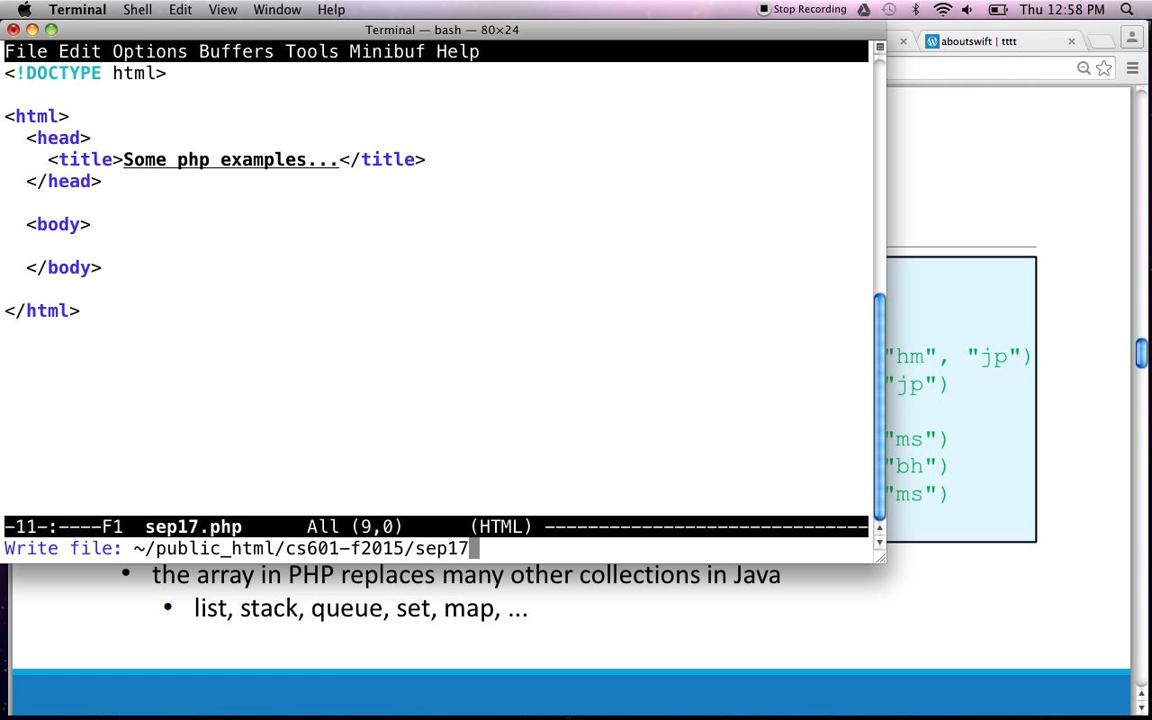 Terminal Shell Edit View Window Help Stop Recording Thu 12:58 PM
Terminal — bash — 80×24
aboutswift | tttt
File Edit Options Buffers Tools Minibuf Help
<!DOCTYPE html>
<html>
<head>
<title>Some php examples...</title>
</head>
<body>
</body>
</html>
"hm", "jp")
"jp")
"ms")
"bh")
"ms")
-11-:----F1 sep17.php All (9,0) (HTML) ------------------------------
Write file: ~/public_html/cs601-f2015/sep17
• the array in PHP replaces many other collections in Java
• list, stack, queue, set, map, ...